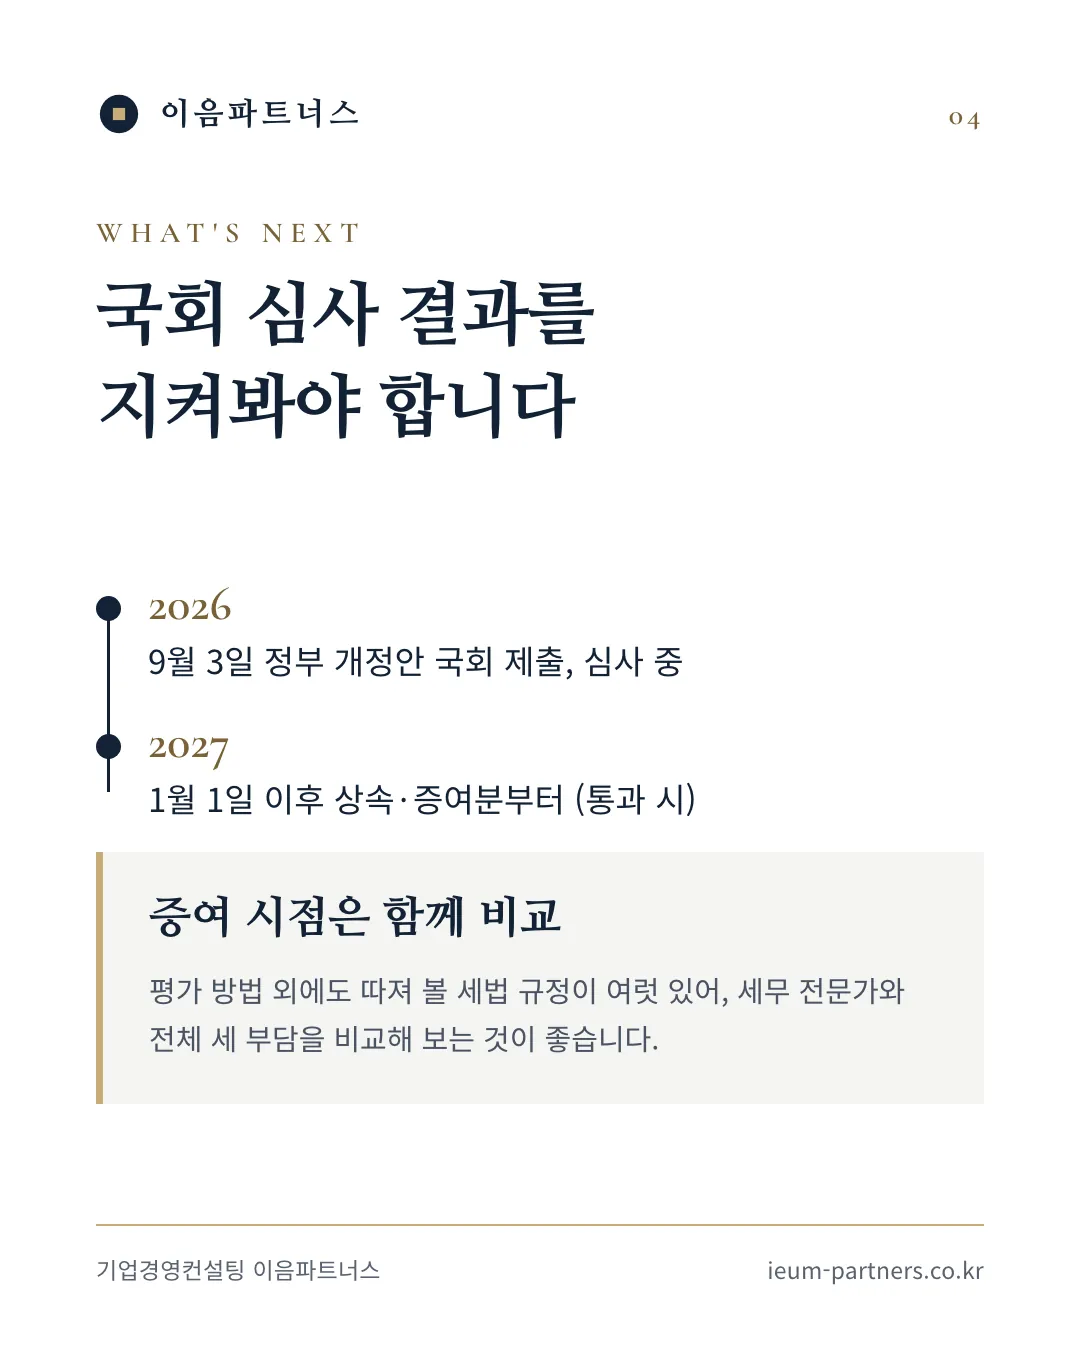 이음파트너스
04
WHAT'S NEXT
국회 심사 결과를
지켜봐야 합니다
2026
9월 3일 정부 개정안 국회 제출, 심사 중
2027
1월 1일 이후 상속·증여분부터 (통과 시)
증여 시점은 함께 비교
평가 방법 외에도 따져 볼 세법 규정이 여럿 있어, 세무 전문가와
전체 세 부담을 비교해 보는 것이 좋습니다.
기업경영컨설팅 이음파트너스
ieum-partners.co.kr